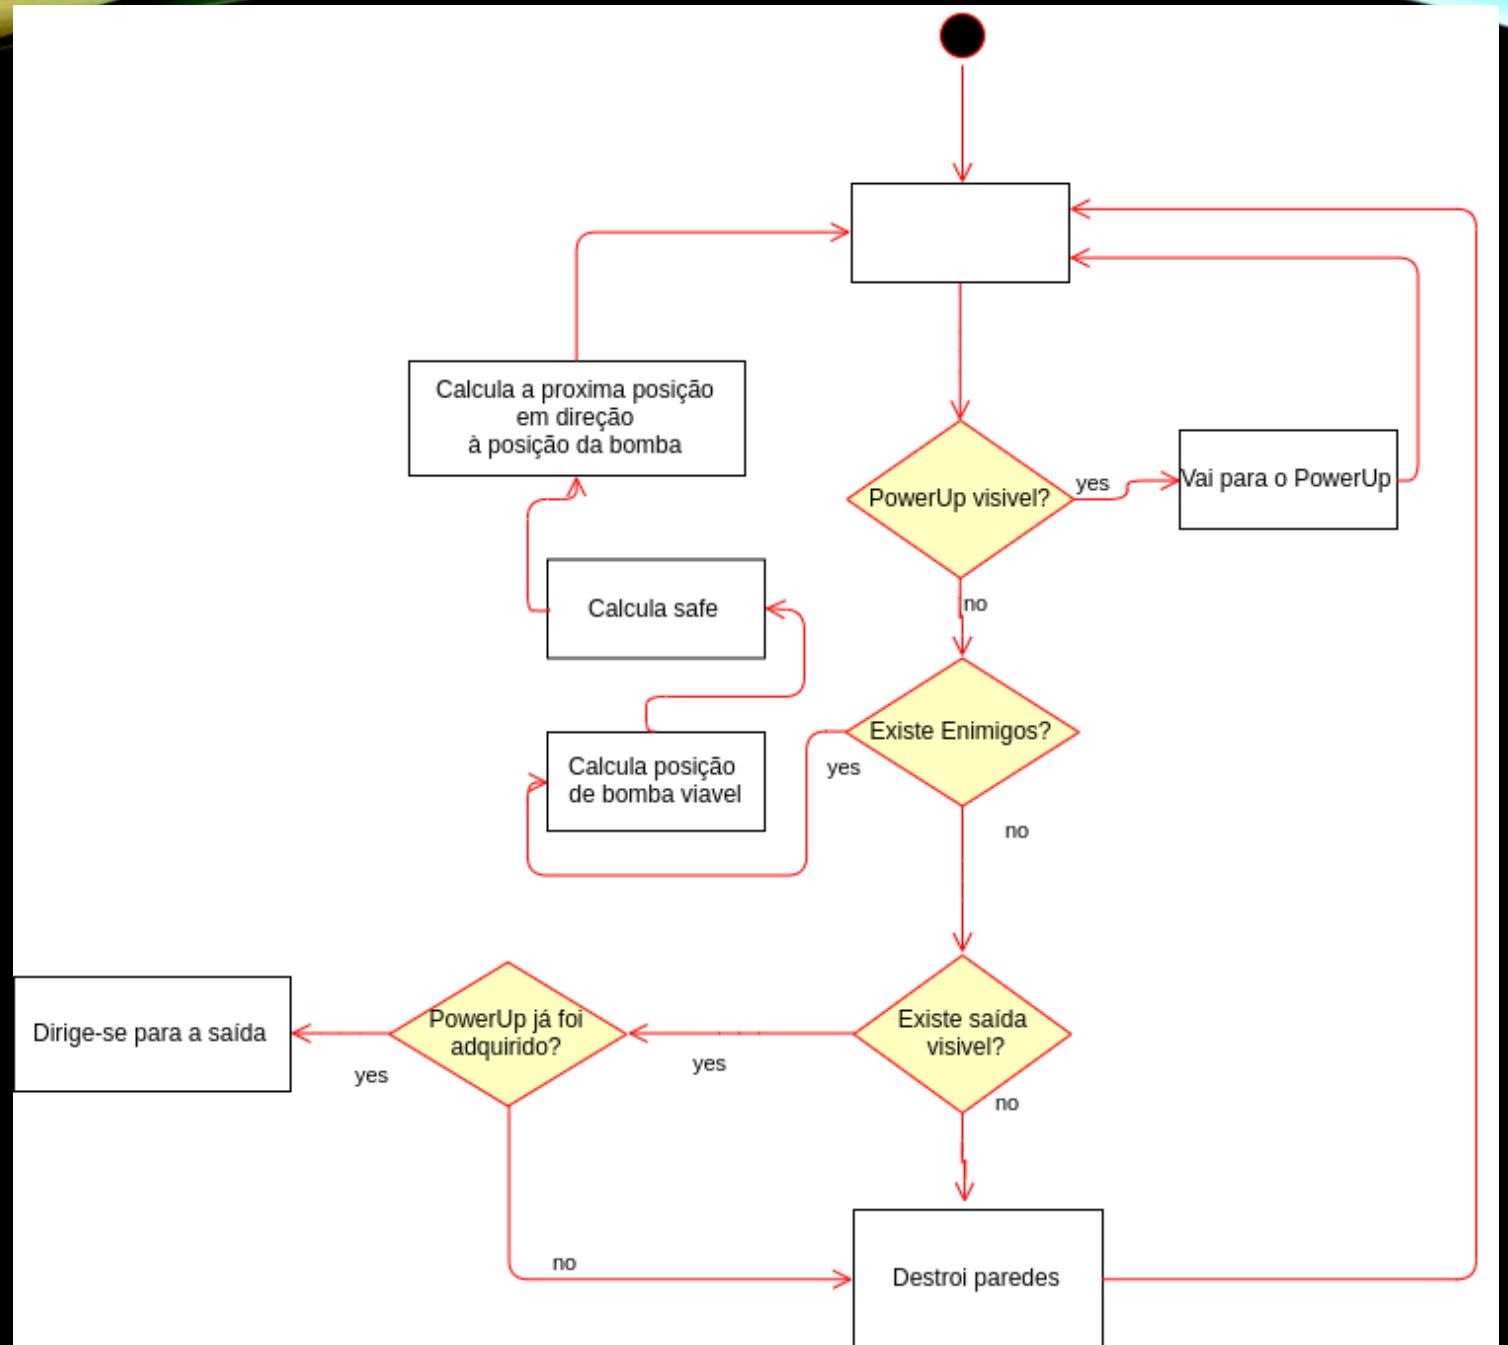 Calcula a proxima posição
em direção
à posição da bomba
PowerUp visivel?
yes
Vai para o PowerUp
no
Calcula safe
Existe Enimigos?
yes
Calcula posição
de bomba viavel
no
Dirige-se para a saída
yes
PowerUp já foi
adquirido?
yes
Existe saída
visivel?
no
no
Destroi paredes